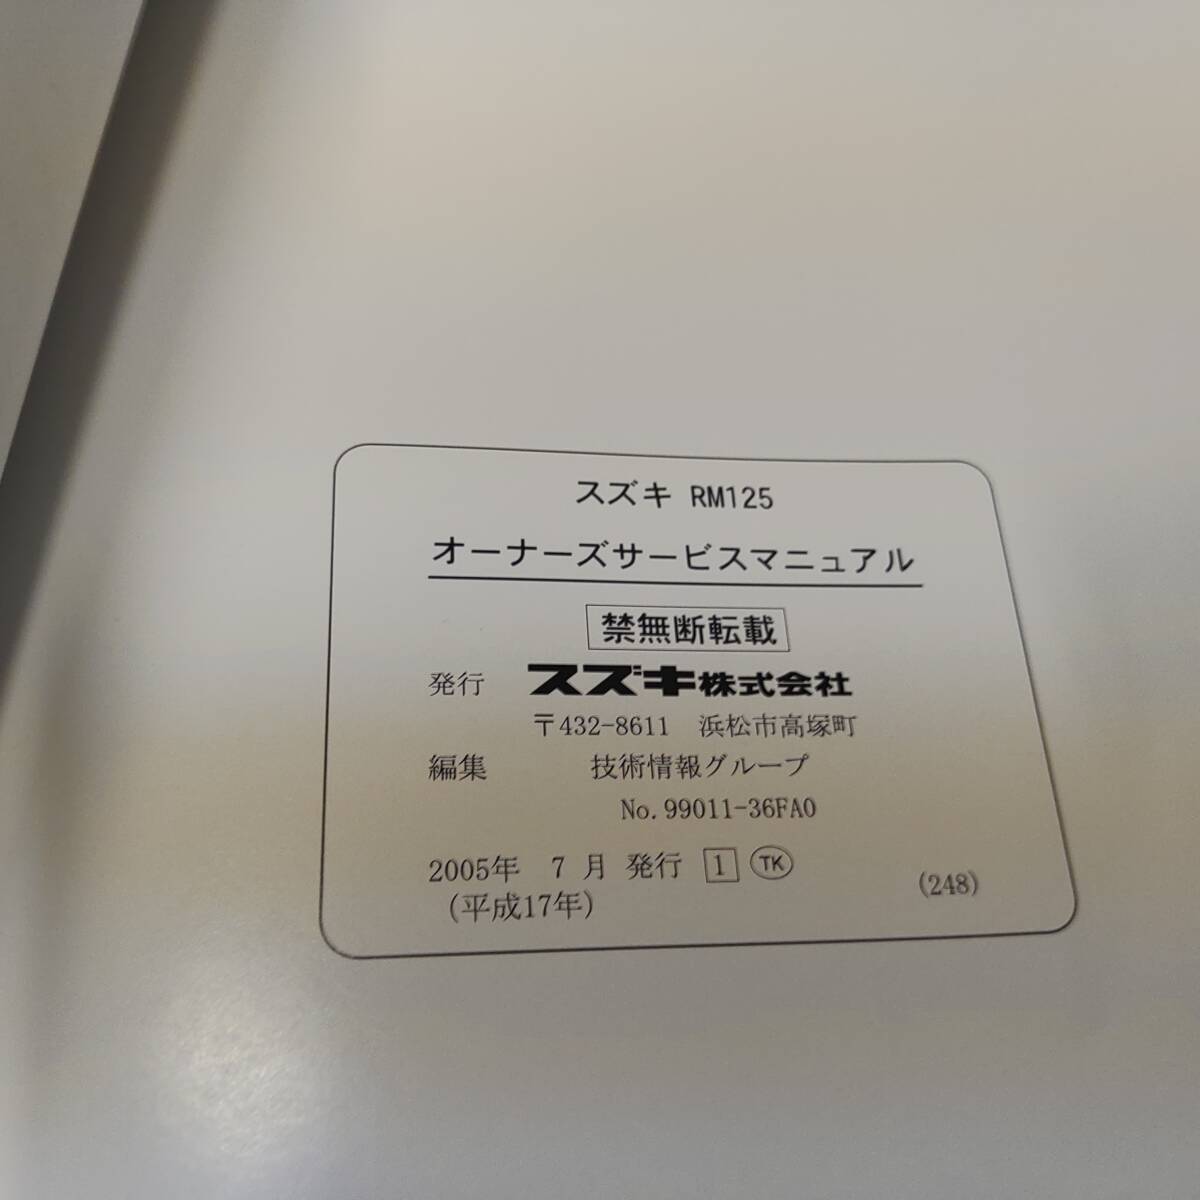 スズキ RM125
オーナーズサービスマニュアル
禁無断転載
発行 スズキ株式会社
〒432-8611 浜松市高塚町
編集 技術情報グループ
No. 99011-36FA0
2005年 7月 発行 1 TK
(平成17年)
(248)